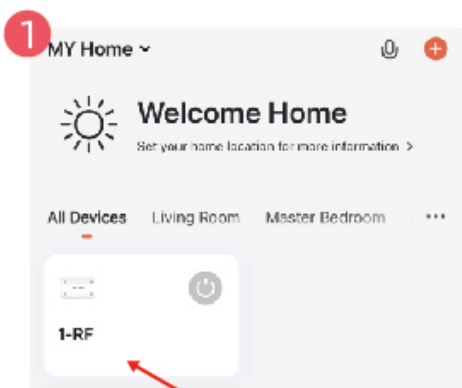 1
MY Home
Welcome Home
Set your home location for more information >
All Devices Living Room Master Bedroom ...
1-RF